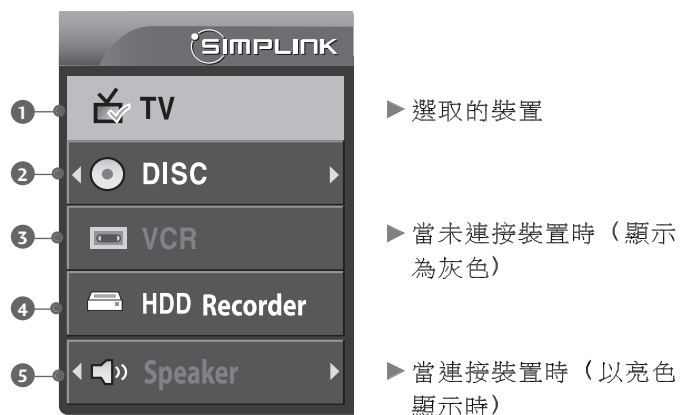 SIMPLINK
1 TV
▶選取的裝置
2 DISC
3 VCR
▶當未連接裝置時（顯示
為灰色）
4 HDD Recorder
5 Speaker
▶當連接裝置時（以亮色
顯示時）